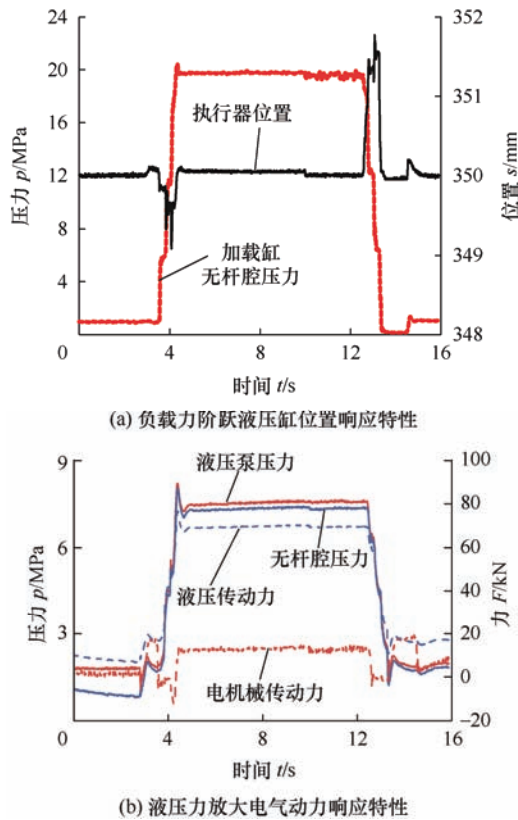 24
20
16
12
8
4
0
压力 p/MPa
352
351
350
349
348
位置 s/mm
执行器位置
加载缸
无杆腔压力
0
4
8
12
16
时间 t/s
(a) 负载力阶跃液压缸位置响应特性
9
6
3
压力 p/MPa
100
80
60
40
20
0
-20
力 F/kN
液压泵压力
无杆腔压力
液压传动力
电机械传动力
0
4
8
12
16
时间 t/s
(b) 液压力放大电气动力响应特性